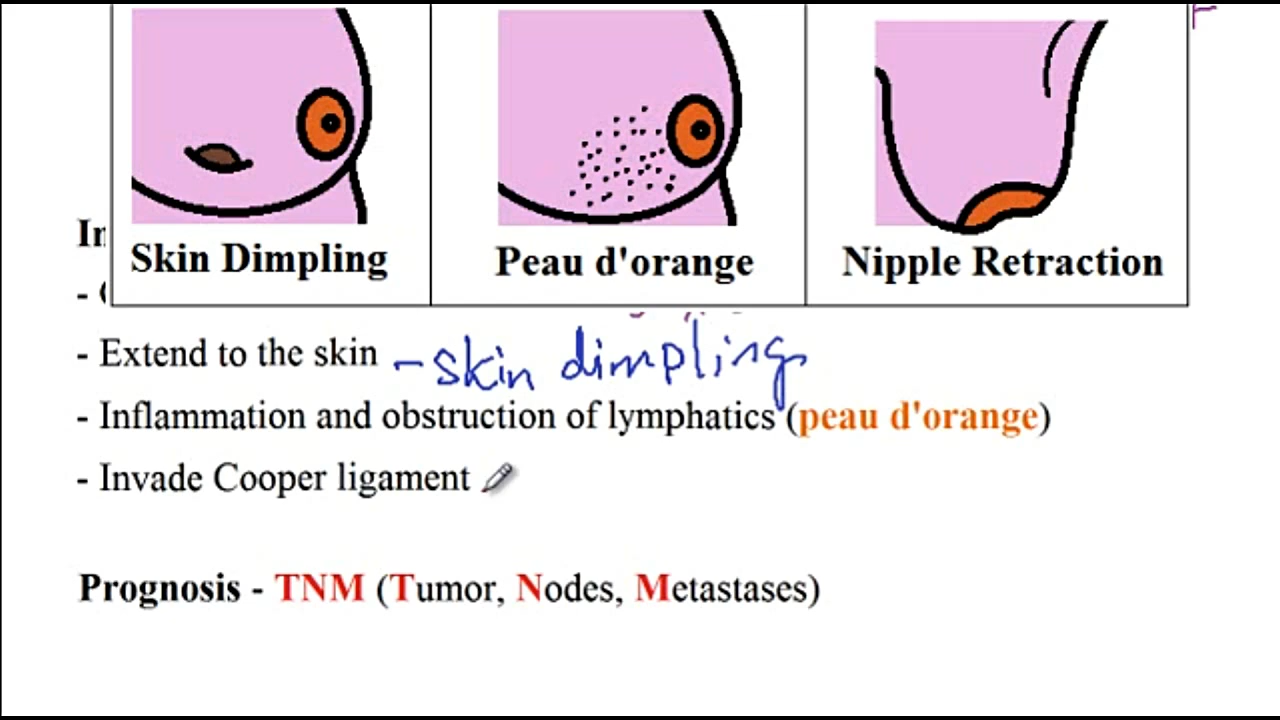 Skin Dimpling
Peau d'orange
Nipple Retraction
- Extend to the skin - skin dimpling
- Inflammation and obstruction of lymphatics (peau d'orange)
- Invade Cooper ligament
Prognosis - TNM (Tumor, Nodes, Metastases)